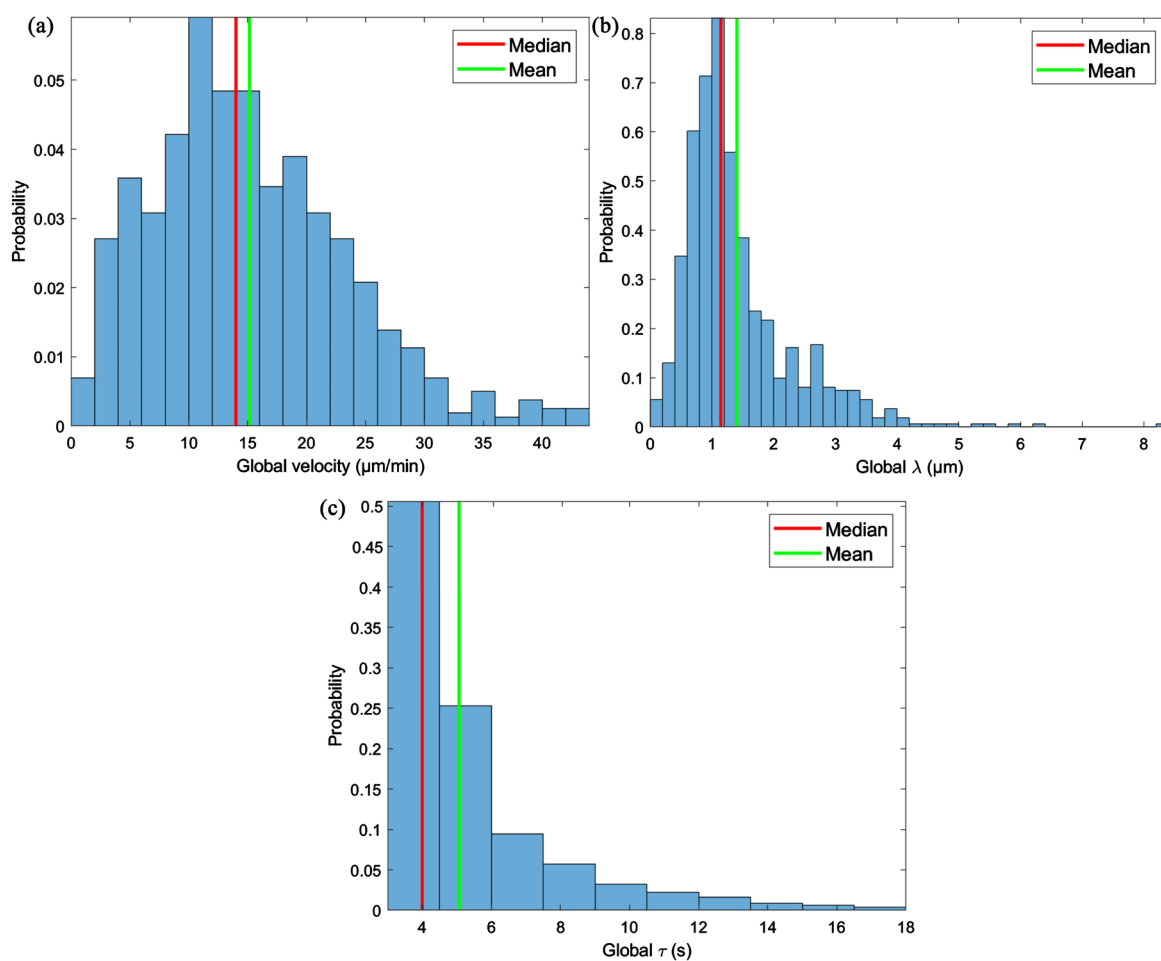 (a)
Median
Mean
0.05
0.04
0.03
0.02
0.01
0
Probability
0 5 10 15 20 25 30 35 40
Global velocity (µm/min)
(b)
Median
Mean
0.8
0.7
0.6
0.5
0.4
0.3
0.2
0.1
0
Probability
0 1 2 3 4 5 6 7 8
Global λ (µm)
(c)
Median
Mean
0.5
0.45
0.4
0.35
0.3
0.25
0.2
0.15
0.1
0.05
0
Probability
4 6 8 10 12 14 16 18
Global τ (s)